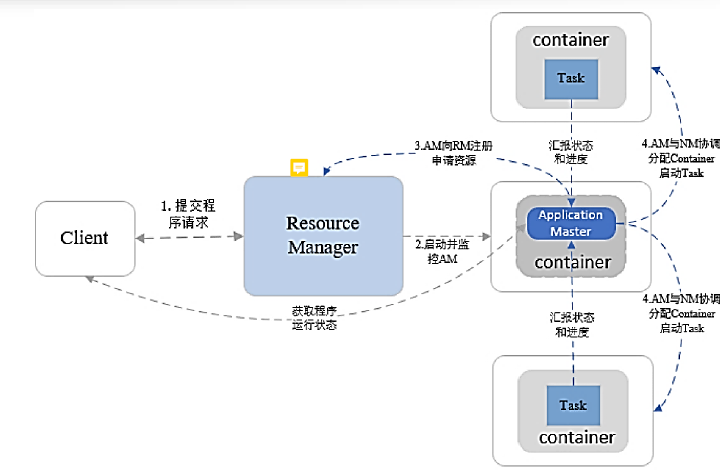 container
Task
3.AM向RM注册
申请资源
汇报状态
和进度
4.AM与NM协调
分配Container
启动Task
1. 提交程
序请求
Client
Resource
Manager
2.启动并监
控AM
Application
Master
container
获取程序
运行状态
汇报状态
和进度
4.AM与NM协调
分配Container
启动Task
Task
container